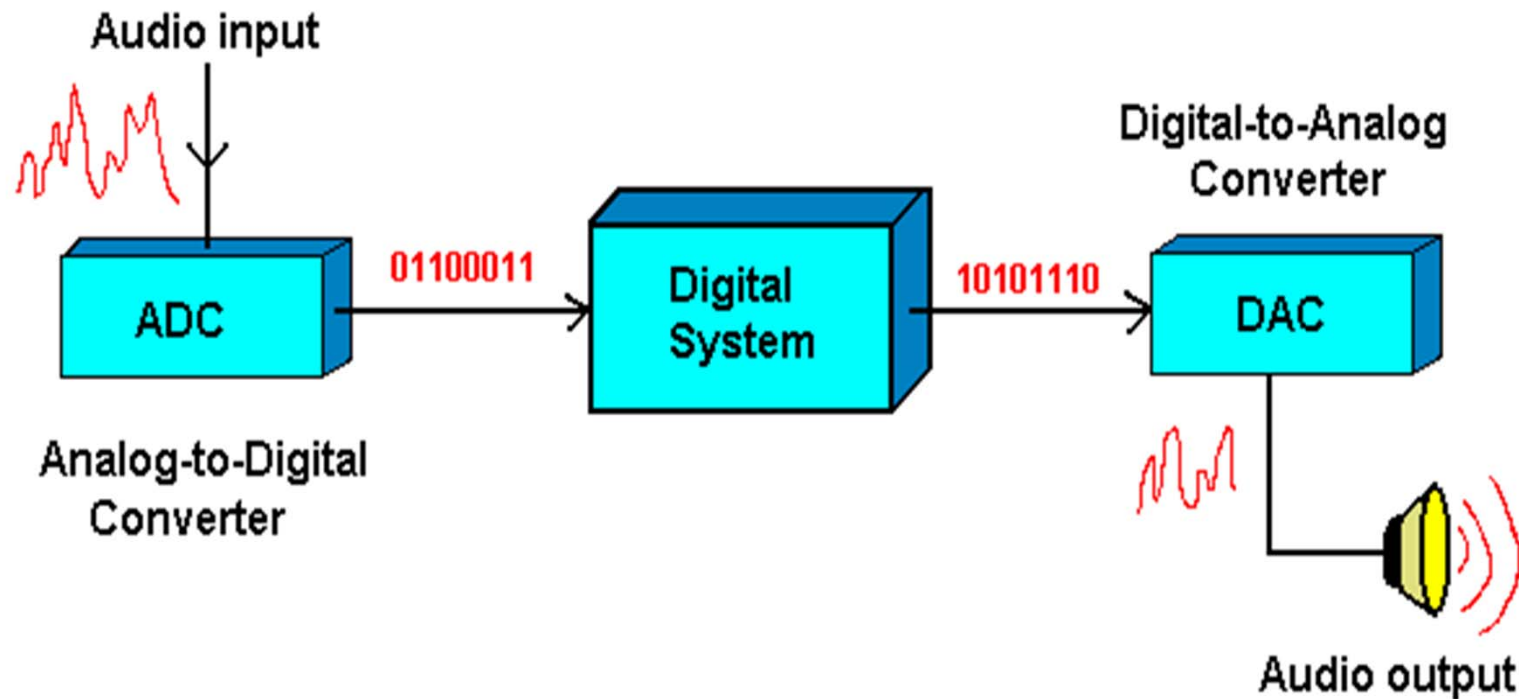 Audio input
Digital-to-Analog
Converter
01100011
10101110
ADC
Digital
System
DAC
Analog-to-Digital
Converter
Audio output